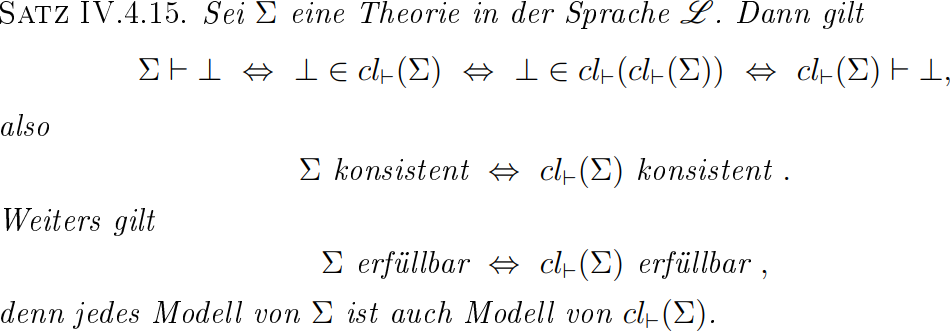 SATZ IV.4.15. Sei Σ eine Theorie in der Sprache ℒ. Dann gilt
Σ ⊢ ⊥ ⇔ ⊥ ∈ cl⊢(Σ) ⇔ ⊥ ∈ cl⊢(cl⊢(Σ)) ⇔ cl⊢(Σ) ⊢ ⊥,
also
Σ konsistent ⇔ cl⊢(Σ) konsistent .
Weiters gilt
Σ erfüllbar ⇔ cl⊢(Σ) erfüllbar ,
denn jedes Modell von Σ ist auch Modell von cl⊢(Σ).